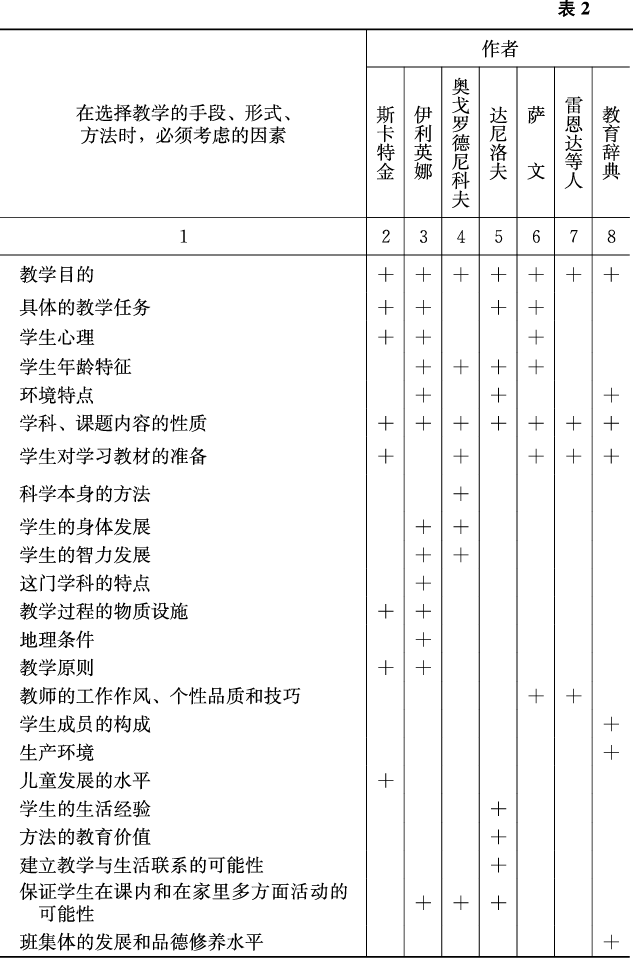 表2
作者
在选择教学的手段、形式、
方法时，必须考虑的因素
斯卡特金 伊利英娜 奥戈罗德尼科夫 达尼洛夫 萨文 雷恩达等人 教育辞典
1 2 3 4 5 6 7 8
教学目的 + + + + + + +
具体的教学任务 + + + +
学生心理 + + +
学生年龄特征 + + + +
环境特点 + + +
学科、课题内容的性质 + + + + + + +
学生对学习教材的准备 + + + + +
科学本身的方法 +
学生的身体发展 + +
学生的智力发展 + +
这门学科的特点 +
教学过程的物质设施 + +
地理条件 +
教学原则 + +
教师的工作作风、个性品质和技巧 + +
学生成员的构成 +
生产环境 +
儿童发展的水平 +
学生的生活经验 +
方法的教育价值 +
建立教学与生活联系的可能性 +
保证学生在课内和在家里多方面活动的
可能性 + + +
班集体的发展和品德修养水平 +